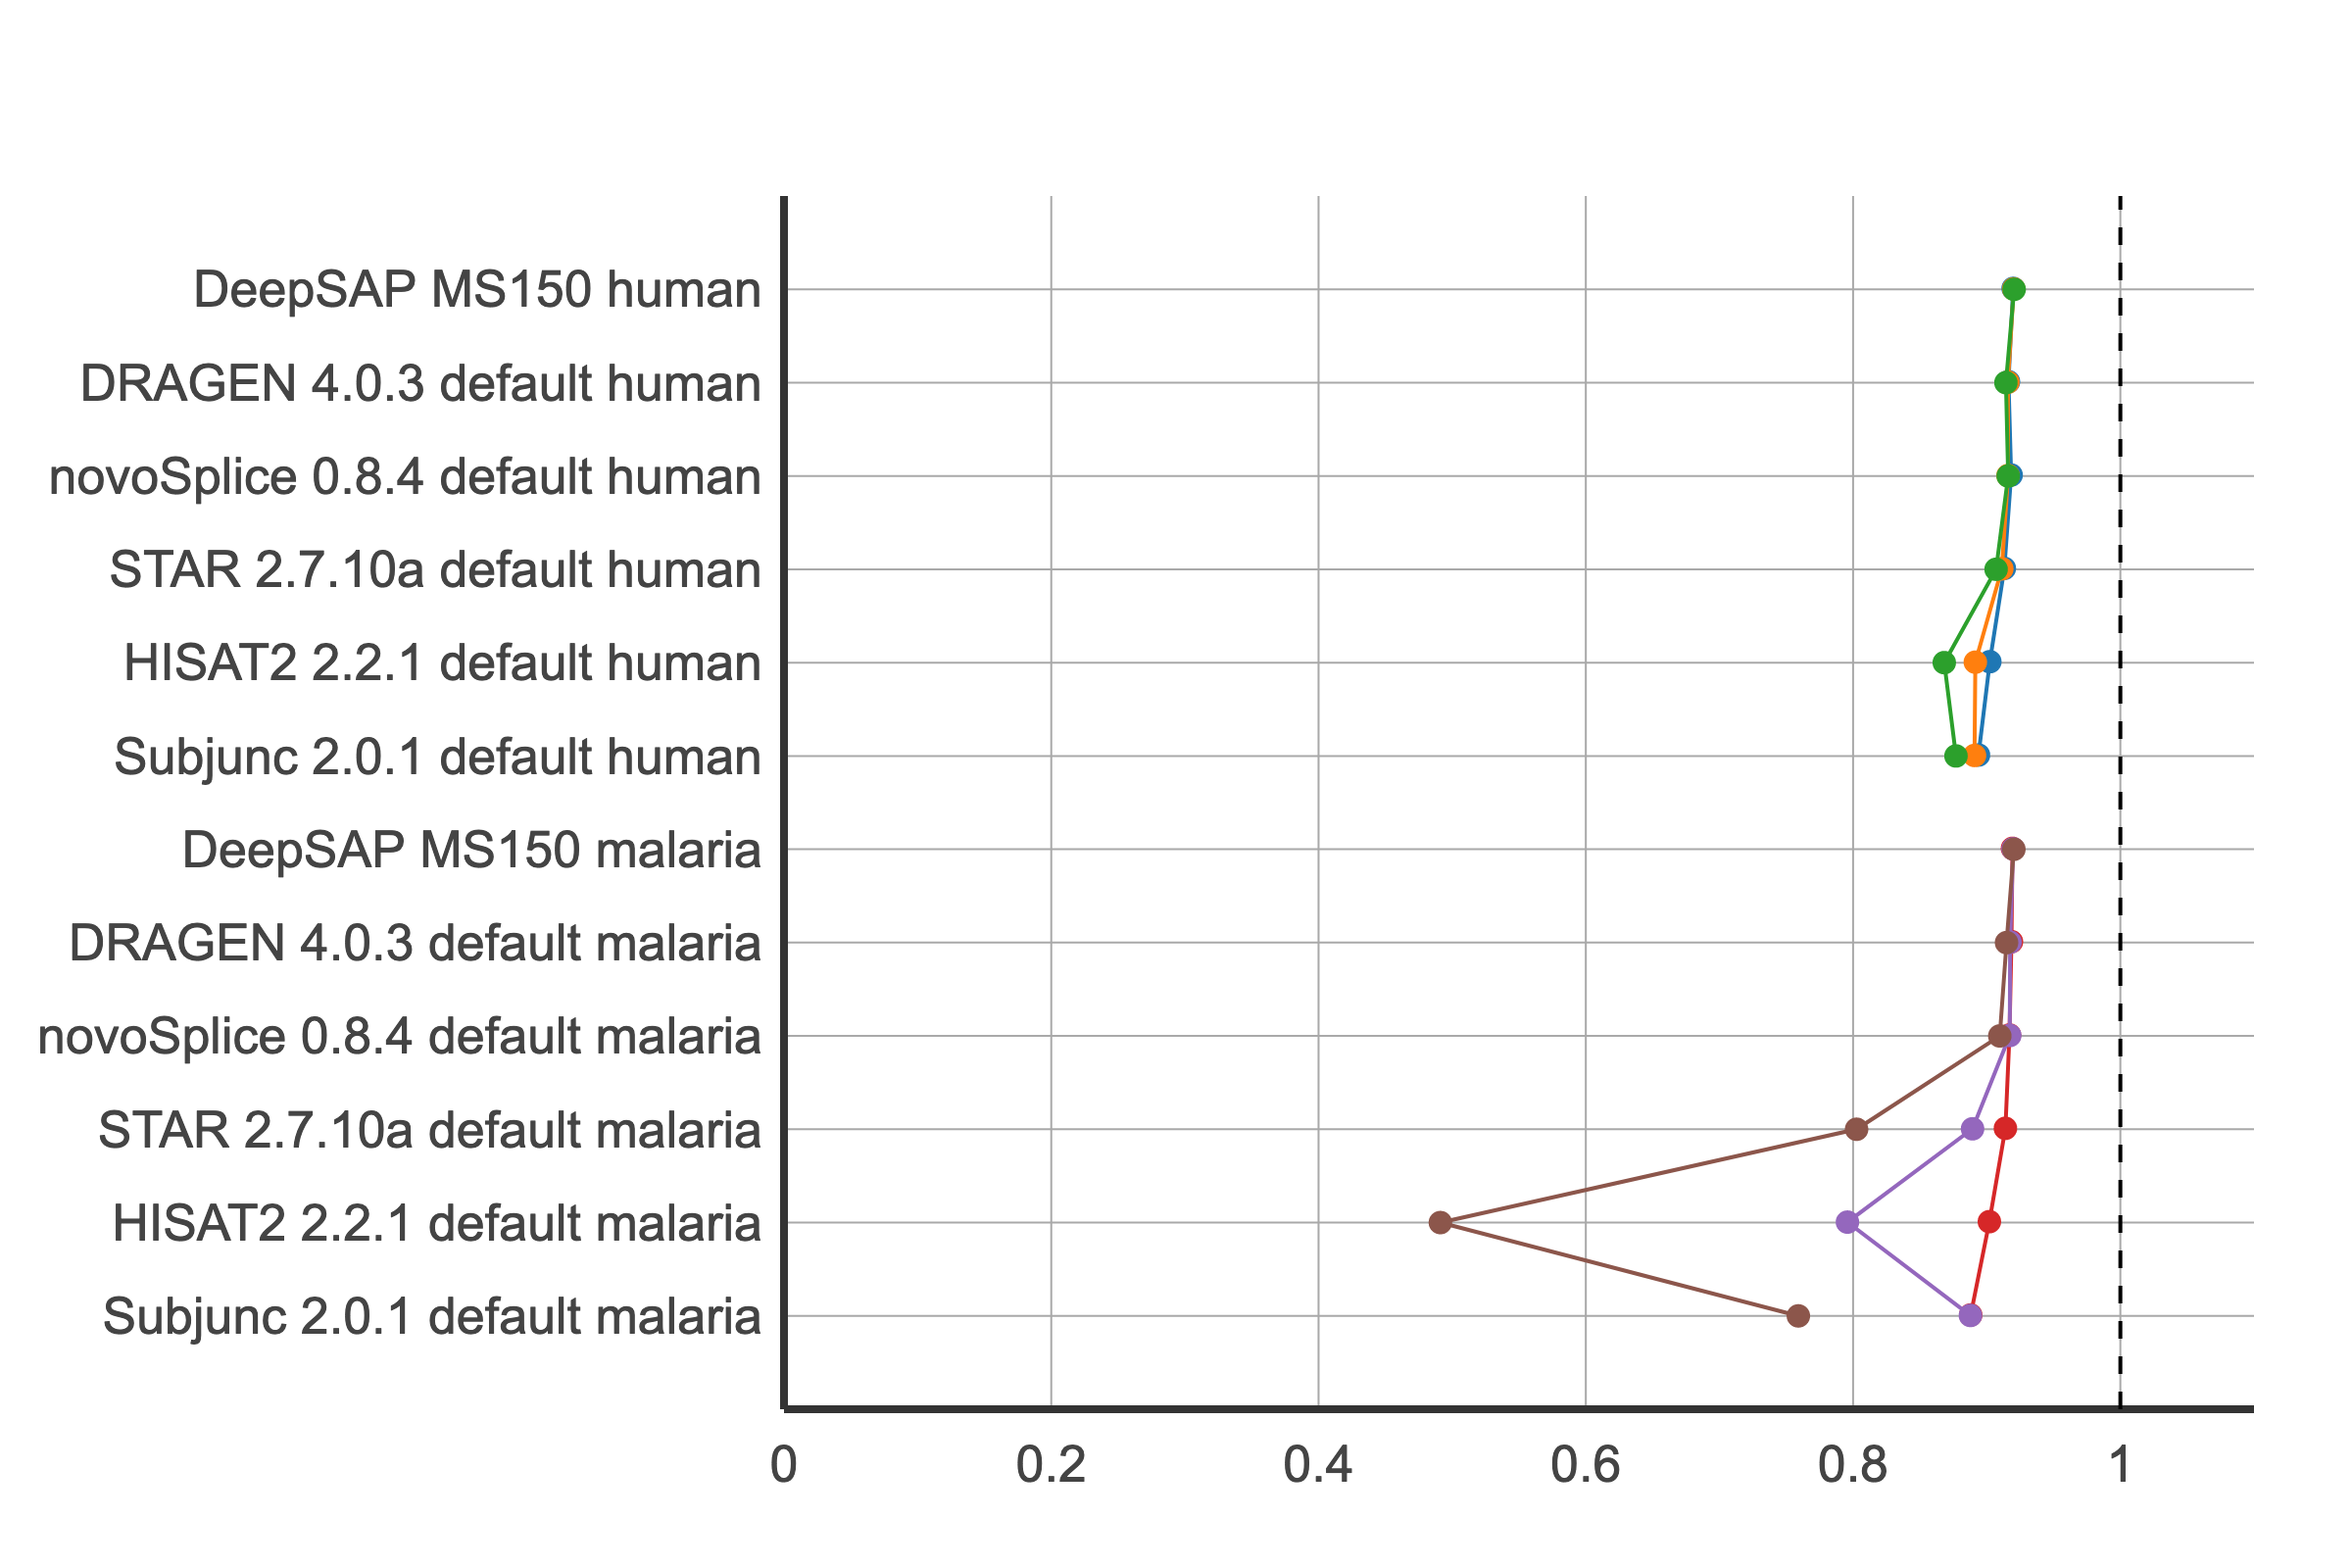 DeepSAP MS150 human
DRAGEN 4.0.3 default human
novoSplice 0.8.4 default human
STAR 2.7.10a default human
HISAT2 2.2.1 default human
Subjunc 2.0.1 default human
DeepSAP MS150 malaria
DRAGEN 4.0.3 default malaria
novoSplice 0.8.4 default malaria
STAR 2.7.10a default malaria
HISAT2 2.2.1 default malaria
Subjunc 2.0.1 default malaria
0 0.2 0.4 0.6 0.8 1